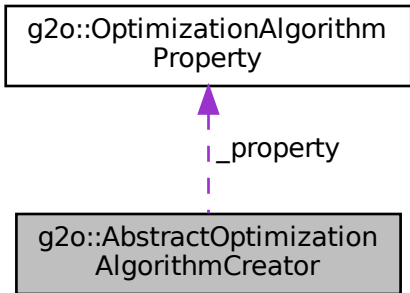 g2o::OptimizationAlgorithm
Property
_property
g2o::AbstractOptimization
AlgorithmCreator